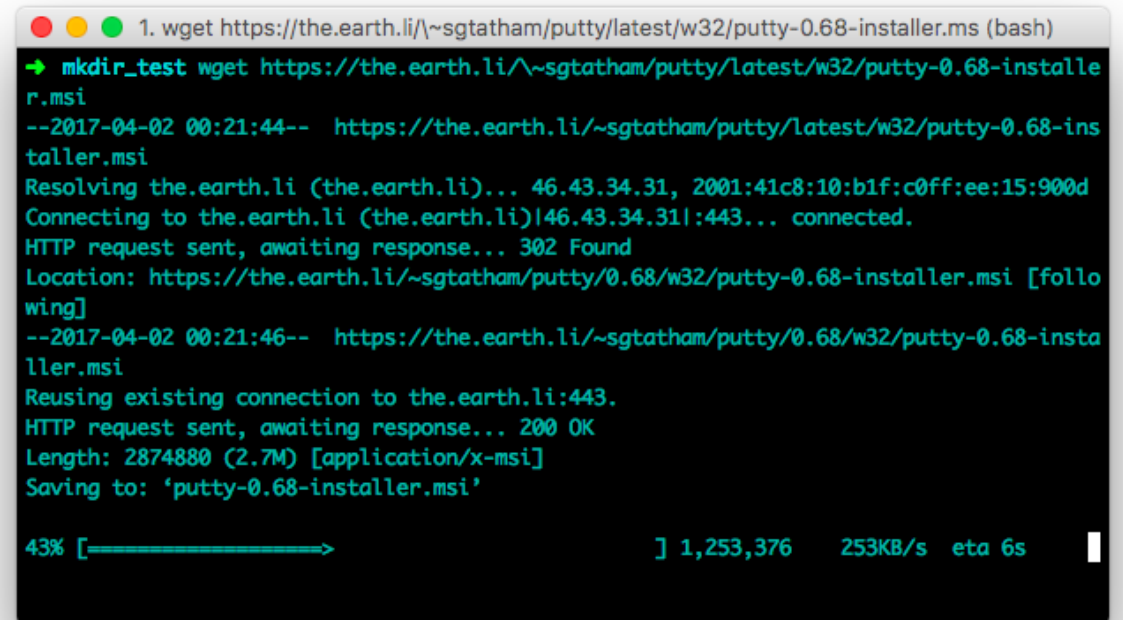 1. wget https://the.earth.li/\~sgtatham/putty/latest/w32/putty-0.68-installer.ms (bash)
➜ mkdir_test wget https://the.earth.li/\~sgtatham/putty/latest/w32/putty-0.68-installe
r.msi
--2017-04-02 00:21:44-- https://the.earth.li/~sgtatham/putty/latest/w32/putty-0.68-ins
taller.msi
Resolving the.earth.li (the.earth.li)... 46.43.34.31, 2001:41c8:10:b1f:c0ff:ee:15:900d
Connecting to the.earth.li (the.earth.li)|46.43.34.31|:443... connected.
HTTP request sent, awaiting response... 302 Found
Location: https://the.earth.li/~sgtatham/putty/0.68/w32/putty-0.68-installer.msi [follo
wing]
--2017-04-02 00:21:46-- https://the.earth.li/~sgtatham/putty/0.68/w32/putty-0.68-insta
ller.msi
Reusing existing connection to the.earth.li:443.
HTTP request sent, awaiting response... 200 OK
Length: 2874880 (2.7M) [application/x-msi]
Saving to: ‘putty-0.68-installer.msi’
43% [===================> ] 1,253,376 253KB/s eta 6s